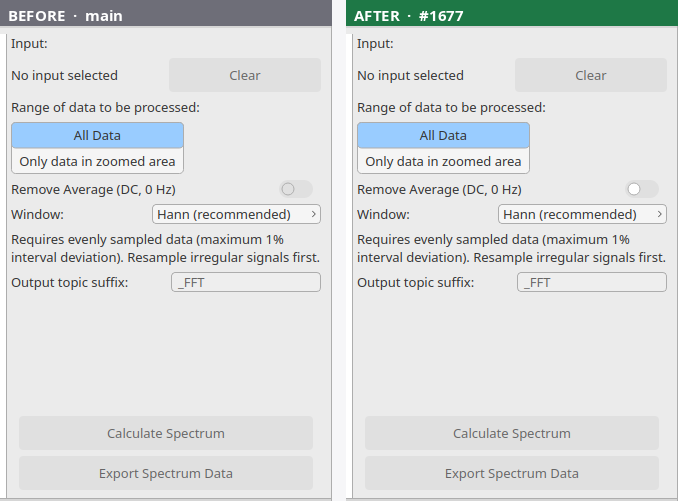 BEFORE · main
Input:
No input selected
Clear
Range of data to be processed:
All Data
Only data in zoomed area
Remove Average (DC, 0 Hz)
Window:
Hann (recommended)
Requires evenly sampled data (maximum 1%
interval deviation). Resample irregular signals first.
Output topic suffix:
_FFT
Calculate Spectrum
Export Spectrum Data
AFTER · #1677
Input:
No input selected
Clear
Range of data to be processed:
All Data
Only data in zoomed area
Remove Average (DC, 0 Hz)
Window:
Hann (recommended)
Requires evenly sampled data (maximum 1%
interval deviation). Resample irregular signals first.
Output topic suffix:
_FFT
Calculate Spectrum
Export Spectrum Data